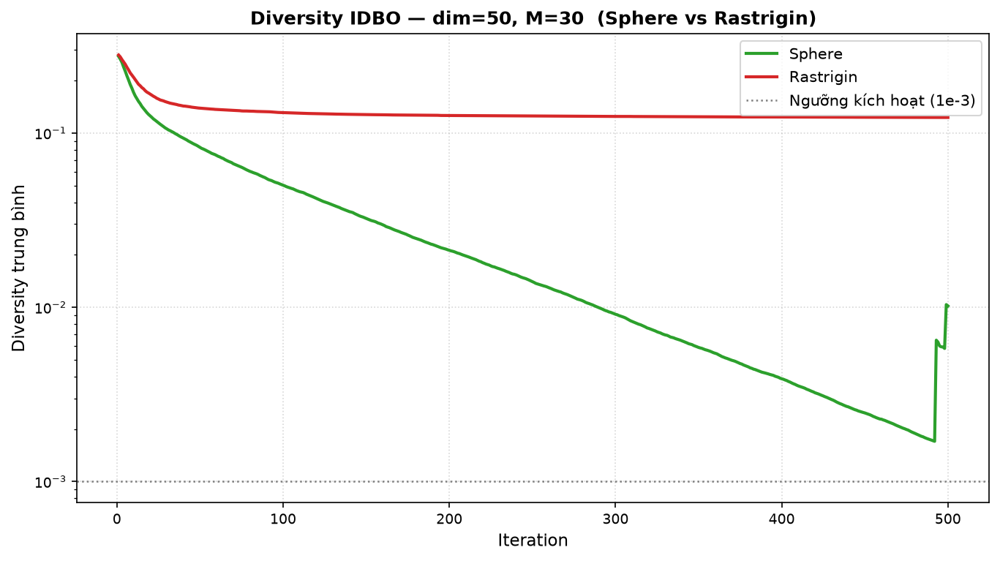 Diversity IDBO — dim=50, M=30  (Sphere vs Rastrigin)
Sphere
Rastrigin
Ngưỡng kích hoạt (1e-3)
Diversity trung bình
10⁻¹
10⁻²
10⁻³
0 100 200 300 400 500
Iteration